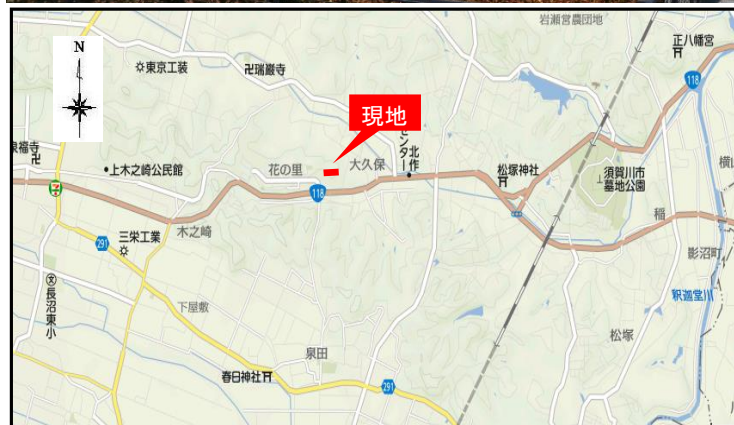 岩瀬営農団地
正八幡宮
N
東京工装
卍瑞巌寺
118
現地
泉福寺
卍
上木之崎公民館
花の里
大久保
センター
北作
松塚神社
須賀川市
墓地公園
横山
118
稲
291
三栄工業
木之崎
影沼町
釈迦堂川
長沼東小
下屋敷
泉田
松塚
春日神社
291